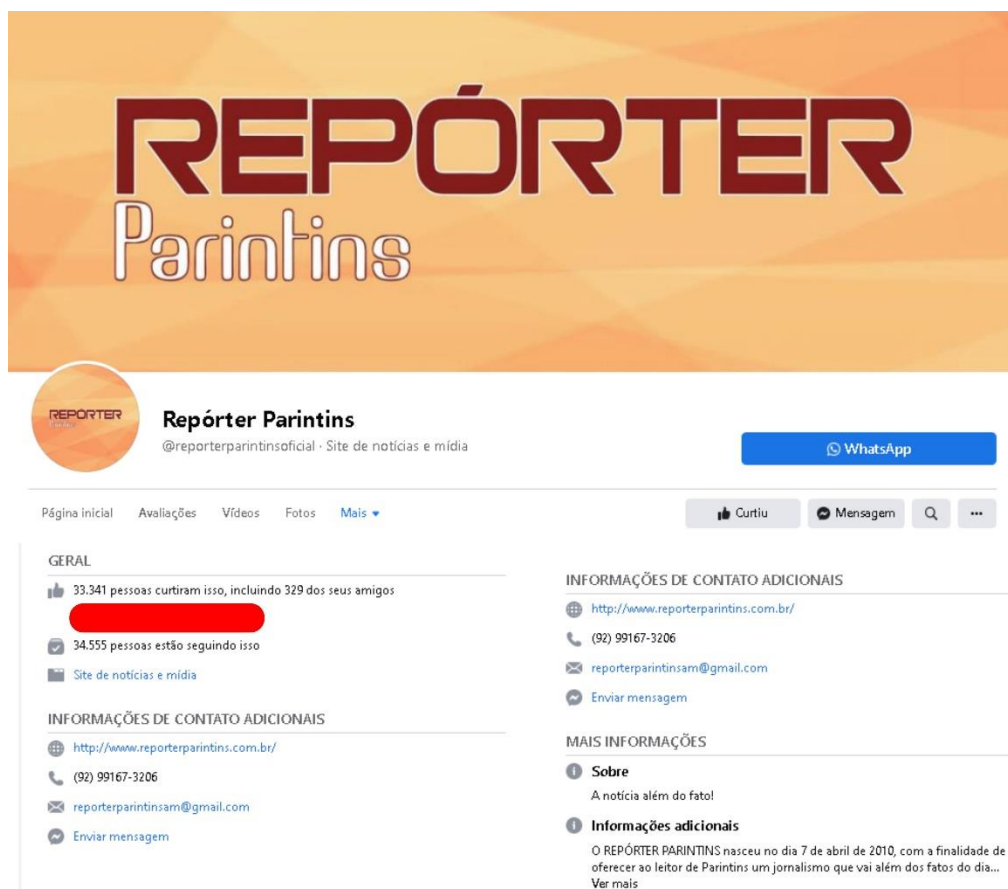 REPÓRTER
Parintins
REPÓRTER
Parintins
Repórter Parintins
@reporterparintinsoficial · Site de notícias e mídia
WhatsApp
Página inicial Avaliações Vídeos Fotos Mais
Curtiu Mensagem ...
GERAL
33.341 pessoas curtiram isso, incluindo 329 dos seus amigos
34.555 pessoas estão seguindo isso
Site de notícias e mídia
INFORMAÇÕES DE CONTATO ADICIONAIS
http://www.reporterparintins.com.br/
(92) 99167-3206
reporterparintinsam@gmail.com
Enviar mensagem
INFORMAÇÕES DE CONTATO ADICIONAIS
http://www.reporterparintins.com.br/
(92) 99167-3206
reporterparintinsam@gmail.com
Enviar mensagem
MAIS INFORMAÇÕES
Sobre
A notícia além do fato!
Informações adicionais
O REPÓRTER PARINTINS nasceu no dia 7 de abril de 2010, com a finalidade de
oferecer ao leitor de Parintins um jornalismo que vai além dos fatos do dia...
Ver mais